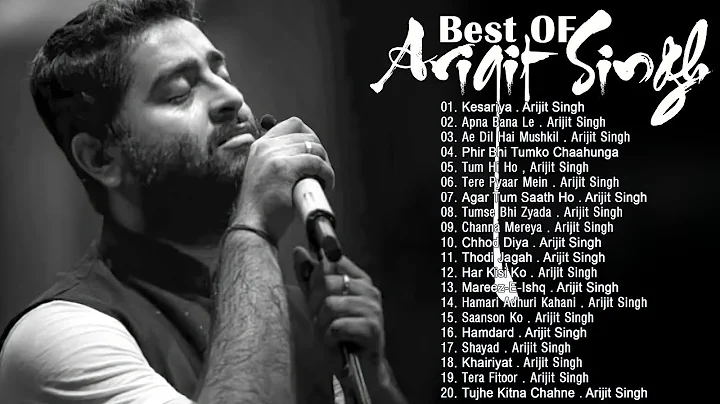 Best OF
Arijit Singh
01. Kesariya . Arijit Singh
02. Apna Bana Le . Arijit Singh
03. Ae Dil Hai Mushkil . Arijit Singh
04. Phir Bhi Tumko Chaahunga
05. Tum Hi Ho , Arijit Singh
06. Tere Pyaar Mein . Arijit Singh
07. Agar Tum Saath Ho . Arijit Singh
08. Tumse Bhi Zyada . Arijit Singh
09. Channa Mereya . Arijit Singh
10. Chhod Diya . Arijit Singh
11. Thodi Jagah . Arijit Singh
12. Har Kisi Ko . Arijit Singh
13. Mareez-E-Ishq . Arijit Singh
14. Hamari Adhuri Kahani . Arijit Singh
15. Saanson Ko . Arijit Singh
16. Hamdard . Arijit Singh
17. Shayad . Arijit Singh
18. Khairiyat . Arijit Singh
19. Tera Fitoor . Arijit Singh
20. Tujhe Kitna Chahne . Arijit Singh